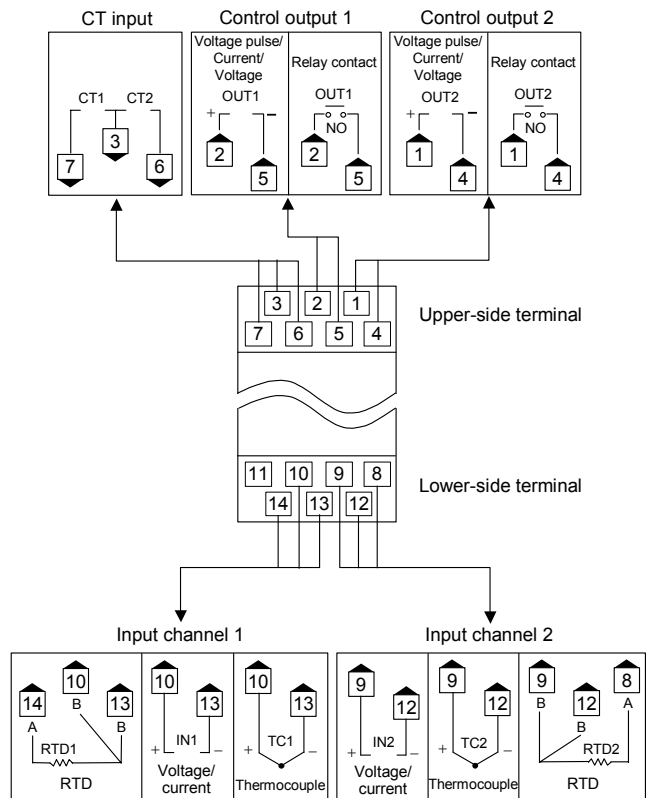 CT input
Control output 1
Control output 2
Voltage pulse/
Current/
Voltage
Relay contact
Voltage pulse/
Current/
Voltage
Relay contact
CT1 CT2
+ OUT1 −
OUT1
NO
+ OUT2 −
OUT2
NO
3
7 6
2
5
2
5
1
4
1
4
3 2 1
7 6 5 4
Upper-side terminal
11 10 9 8
14 13 12
Lower-side terminal
Input channel 1
Input channel 2
14 10 13
A B B
RTD1
RTD
10 13
+ IN1 −
Voltage/
current
10 13
+ TC1 −
Thermocouple
9 12
+ IN2 −
Voltage/
current
9 12
+ TC2 −
Thermocouple
9 12 8
B B A
RTD2
RTD